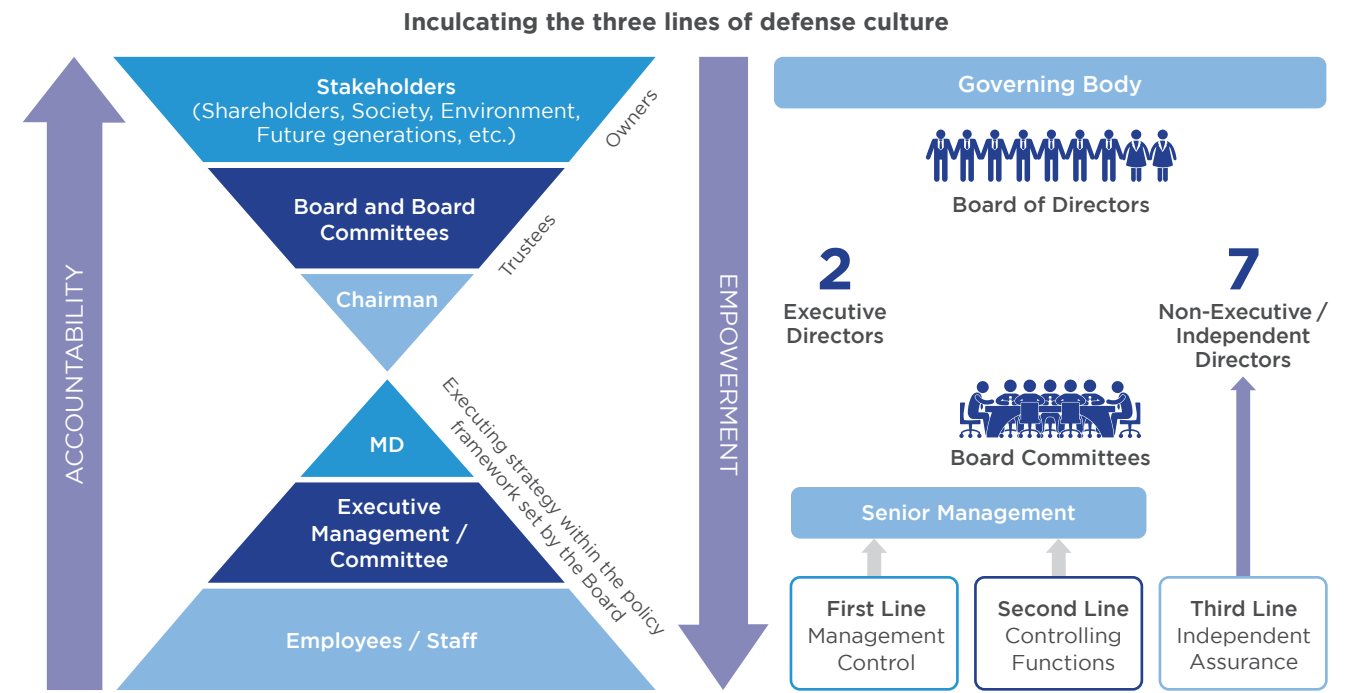 Inculcating the three lines of defense culture
ACCOUNTABILITY
Stakeholders
(Shareholders, Society, Environment,
Future generations, etc.)
Owners
Board and Board
Committees
Trustees
Chairman
MD
Executive
Management /
Committee
Employees / Staff
Executing strategy within the policy
framework set by the Board
EMPOWERMENT
Governing Body
Board of Directors
2
Executive
Directors
7
Non-Executive /
Independent
Directors
Board Committees
Senior Management
First Line
Management
Control
Second Line
Controlling
Functions
Third Line
Independent
Assurance